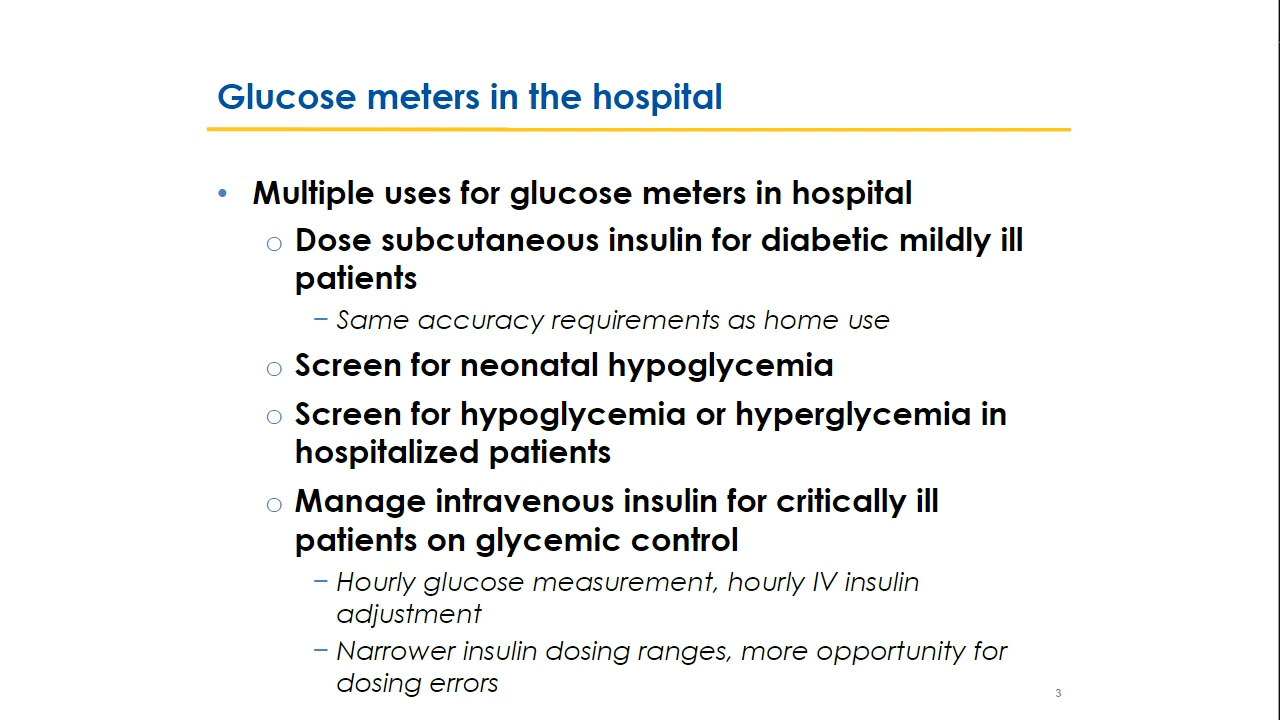 Glucose meters in the hospital
• Multiple uses for glucose meters in hospital
○ Dose subcutaneous insulin for diabetic mildly ill
patients
– Same accuracy requirements as home use
○ Screen for neonatal hypoglycemia
○ Screen for hypoglycemia or hyperglycemia in
hospitalized patients
○ Manage intravenous insulin for critically ill
patients on glycemic control
– Hourly glucose measurement, hourly IV insulin
adjustment
– Narrower insulin dosing ranges, more opportunity for
dosing errors
3